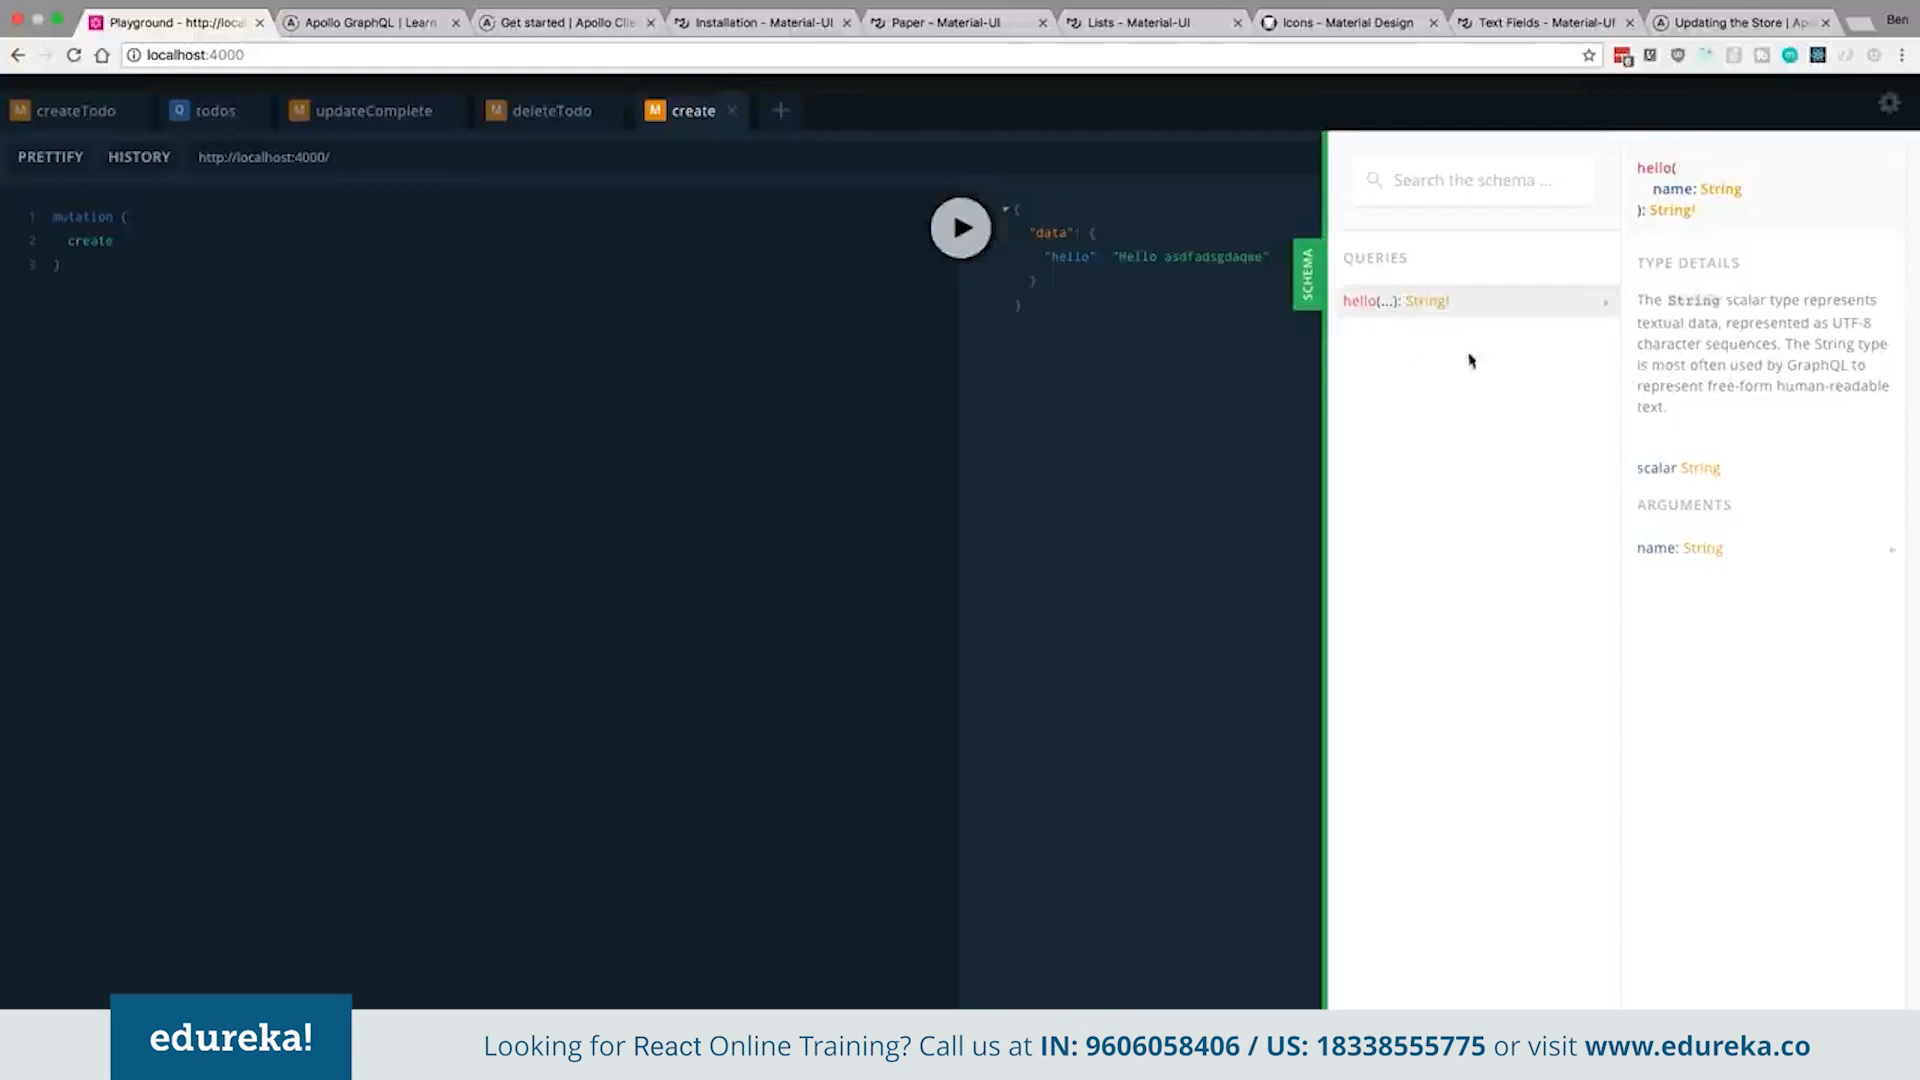 Playground - http://local
Apollo GraphQL | Learn
Get started | Apollo Clie
Installation - Material-UI
Paper - Material-UI
Lists - Material-UI
Icons - Material Design
Text Fields - Material-UI
Updating the Store | Apo
Ben
localhost:4000
M createTodo
Q todos
M updateComplete
M deleteTodo
M create
PRETTIFY
HISTORY
http://localhost:4000/
1 mutation {
2 create
3 }
{
"data": {
"hello": "Hello asdfadsgdaqwe"
}
}
SCHEMA
Search the schema ...
QUERIES
hello(...): String!
hello(
name: String
): String!
TYPE DETAILS
The String scalar type represents
textual data, represented as UTF-8
character sequences. The String type
is most often used by GraphQL to
represent free-form human-readable
text.
scalar String
ARGUMENTS
name: String
edureka!
Looking for React Online Training? Call us at IN: 9606058406 / US: 18338555775 or visit www.edureka.co